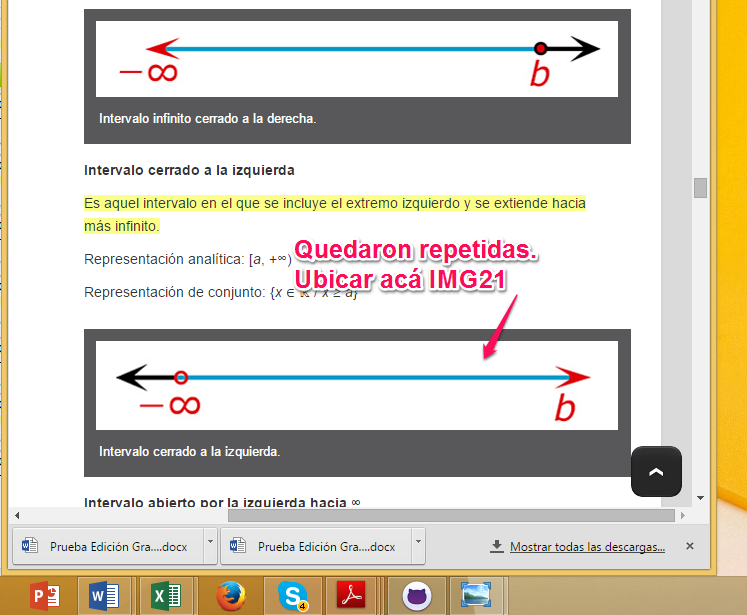 −∞
b
Intervalo infinito cerrado a la derecha.
Intervalo cerrado a la izquierda
Es aquel intervalo en el que se incluye el extremo izquierdo y se extiende hacia
más infinito.
Representación analítica: [a, +∞)
Quedaron repetidas.
Ubicar acá IMG21
Representación de conjunto: {x ∈ ℝ / x ≥ a}
−∞
b
Intervalo cerrado a la izquierda.
Intervalo abierto por la izquierda hacia ∞
Prueba Edición Gra....docx
Prueba Edición Gra....docx
Mostrar todas las descargas...
P
W
X
S
4